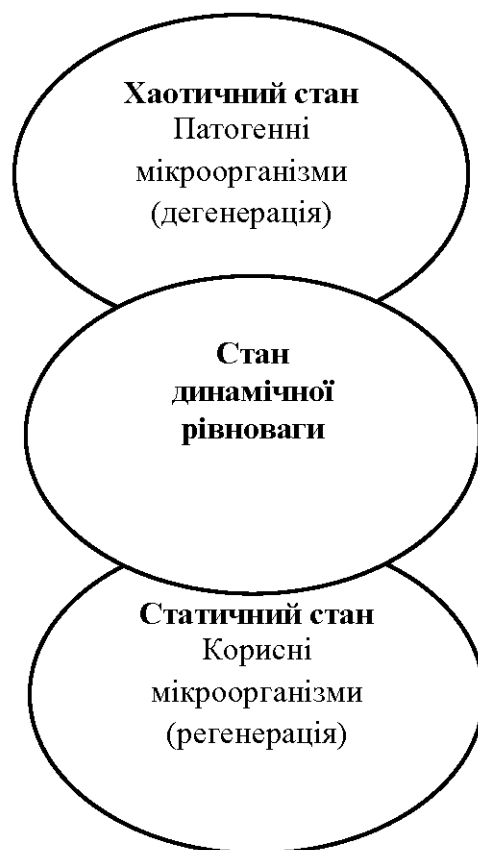 Хаотичний стан
Патогенні
мікроорганізми
(дегенерація)
Стан
динамічної
рівноваги
Статичний стан
Корисні
мікроорганізми
(регенерація)